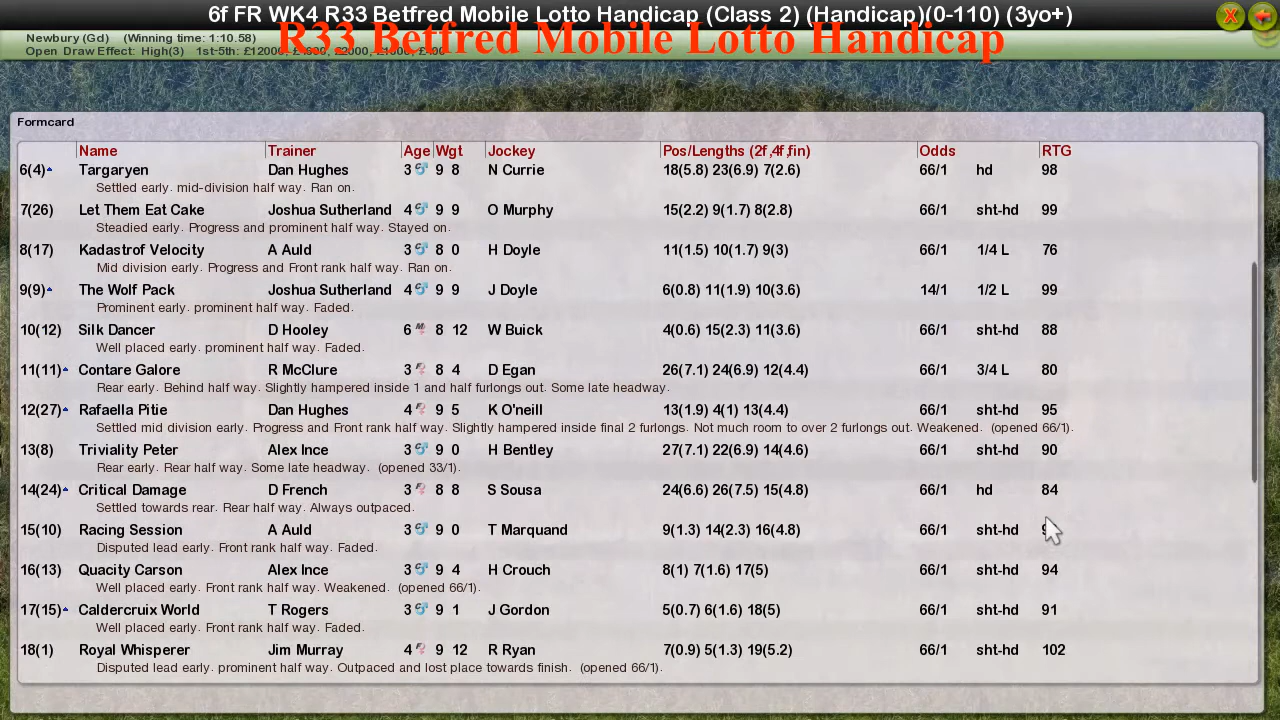 6f FR WK4 R33 Betfred Mobile Lotto Handicap (Class 2) (Handicap)(0-110) (3yo+)
R33 Betfred Mobile Lotto Handicap
Newbury (Gd) (Winning time: 1:10.58)
Open Draw Effect: High(3) 1st-5th: £12000,
Formcard
Name Trainer Age Wgt Jockey Pos/Lengths (2f,4f,fin) Odds RTG
6(4) Targaryen Dan Hughes 3 9 8 N Currie 18(5.8) 23(6.9) 7(2.6) 66/1 hd 98
Settled early. mid-division half way. Ran on.
7(26) Let Them Eat Cake Joshua Sutherland 4 9 9 O Murphy 15(2.2) 9(1.7) 8(2.8) 66/1 sht-hd 99
Steadied early. Progress and prominent half way. Stayed on.
8(17) Kadastrof Velocity A Auld 3 8 0 H Doyle 11(1.5) 10(1.7) 9(3) 66/1 1/4 L 76
Mid division early. Progress and Front rank half way. Ran on.
9(9) The Wolf Pack Joshua Sutherland 4 9 9 J Doyle 6(0.8) 11(1.9) 10(3.6) 14/1 1/2 L 99
Prominent early. prominent half way. Faded.
10(12) Silk Dancer D Hooley 6 8 12 W Buick 4(0.6) 15(2.3) 11(3.6) 66/1 sht-hd 88
Well placed early. prominent half way. Faded.
11(11) Contare Galore R McClure 3 8 4 D Egan 26(7.1) 24(6.9) 12(4.4) 66/1 3/4 L 80
Rear early. Behind half way. Slightly hampered inside 1 and half furlongs out. Some late headway.
12(27) Rafaella Pitie Dan Hughes 4 9 5 K O'neill 13(1.9) 4(1) 13(4.4) 66/1 sht-hd 95
Settled mid division early. Progress and Front rank half way. Slightly hampered inside final 2 furlongs. Not much room to over 2 furlongs out. Weakened. (opened 66/1).
13(8) Triviality Peter Alex Ince 3 9 0 H Bentley 27(7.1) 22(6.9) 14(4.6) 66/1 sht-hd 90
Rear early. Rear half way. Some late headway. (opened 33/1).
14(24) Critical Damage D French 3 8 8 S Sousa 24(6.6) 26(7.5) 15(4.8) 66/1 hd 84
Settled towards rear. Rear half way. Always outpaced.
15(10) Racing Session A Auld 3 9 0 T Marquand 9(1.3) 14(2.3) 16(4.8) 66/1 sht-hd
Disputed lead early. Front rank half way. Faded.
16(13) Quacity Carson Alex Ince 3 9 4 H Crouch 8(1) 7(1.6) 17(5) 66/1 sht-hd 94
Well placed early. Front rank half way. Weakened. (opened 66/1).
17(15) Caldercruix World T Rogers 3 9 1 J Gordon 5(0.7) 6(1.6) 18(5) 66/1 sht-hd 91
Well placed early. Front rank half way. Faded.
18(1) Royal Whisperer Jim Murray 4 9 12 R Ryan 7(0.9) 5(1.3) 19(5.2) 66/1 sht-hd 102
Disputed lead early. prominent half way. Outpaced and lost place towards finish. (opened 66/1).